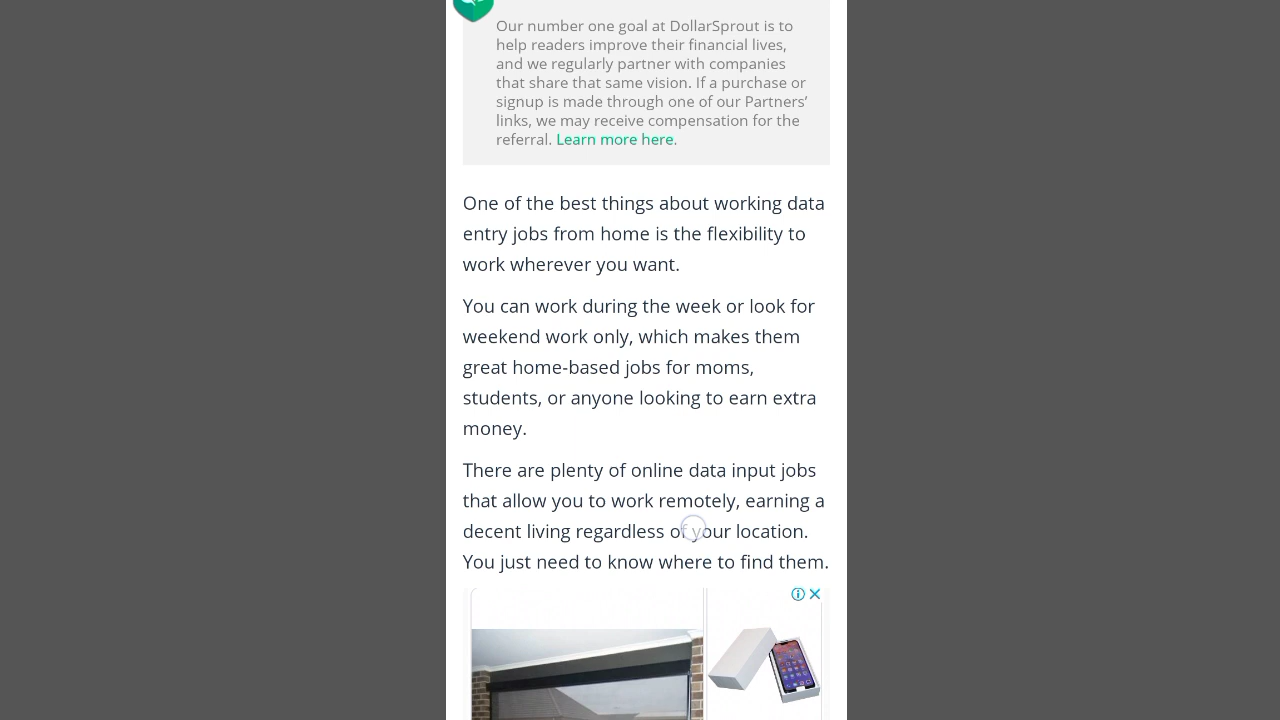 Our number one goal at DollarSprout is to
help readers improve their financial lives,
and we regularly partner with companies
that share that same vision. If a purchase or
signup is made through one of our Partners’
links, we may receive compensation for the
referral. Learn more here.
One of the best things about working data
entry jobs from home is the flexibility to
work wherever you want.
You can work during the week or look for
weekend work only, which makes them
great home-based jobs for moms,
students, or anyone looking to earn extra
money.
There are plenty of online data input jobs
that allow you to work remotely, earning a
decent living regardless of your location.
You just need to know where to find them.